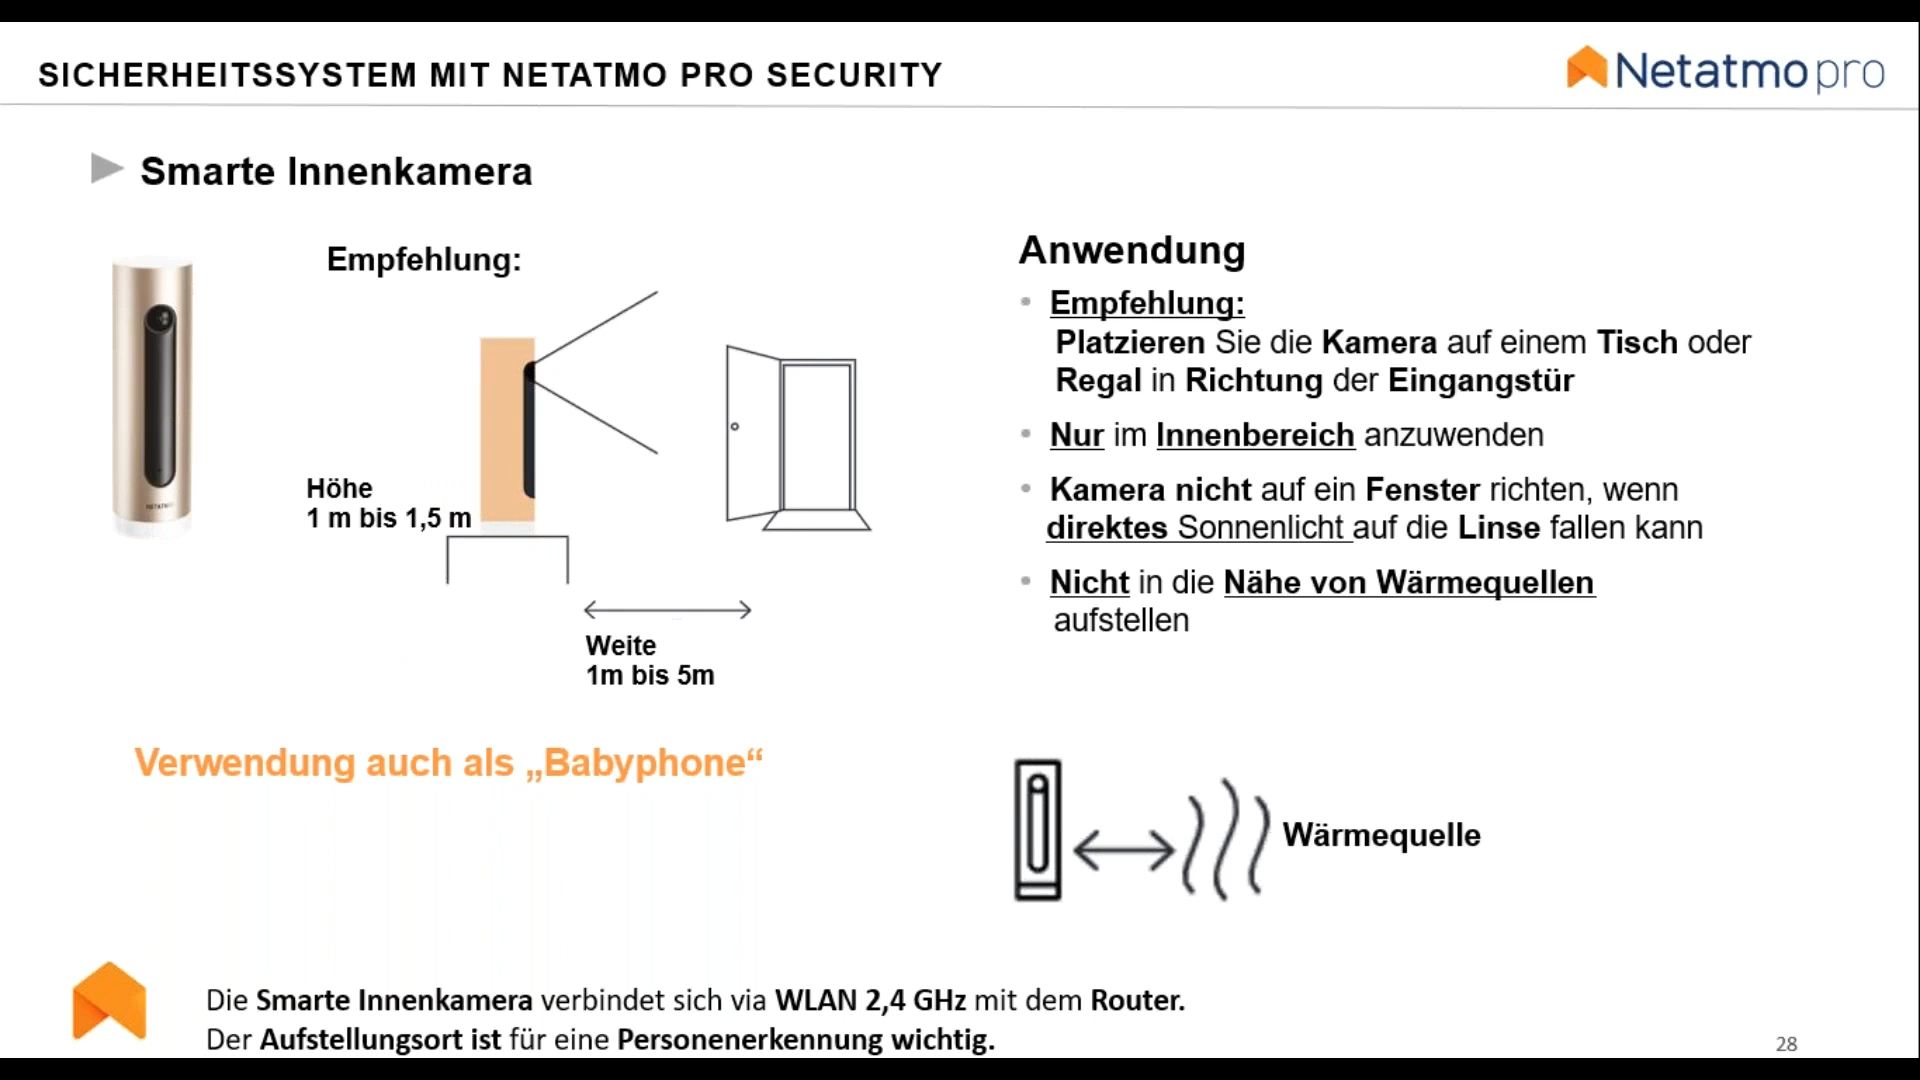 SICHERHEITSSYSTEM MIT NETATMO PRO SECURITY
Netatmo pro
Smarte Innenkamera
Empfehlung:
Höhe
1 m bis 1,5 m
Weite
1m bis 5m
Verwendung auch als „Babyphone“
Anwendung
• Empfehlung:
Platzieren Sie die Kamera auf einem Tisch oder
Regal in Richtung der Eingangstür
• Nur im Innenbereich anzuwenden
• Kamera nicht auf ein Fenster richten, wenn
direktes Sonnenlicht auf die Linse fallen kann
• Nicht in die Nähe von Wärmequellen
aufstellen
Wärmequelle
Die Smarte Innenkamera verbindet sich via WLAN 2,4 GHz mit dem Router.
Der Aufstellungsort ist für eine Personenerkennung wichtig.
28
NETATMO